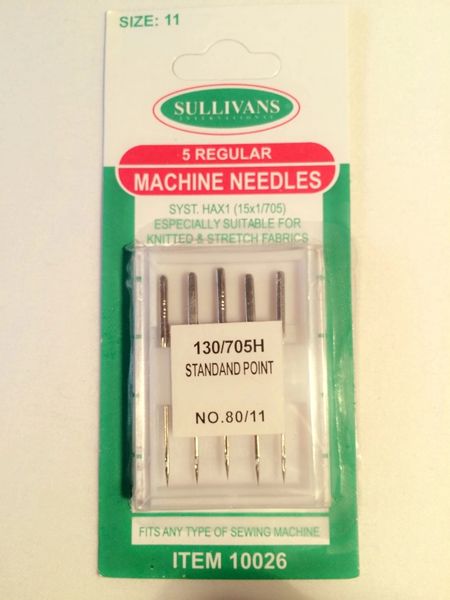 SIZE: 11
SULLIVANS
INTERNATIONAL
5 REGULAR
MACHINE NEEDLES
SYST. HAX1 (15x1/705)
ESPECIALLY SUITABLE FOR
KNITTED & STRETCH FABRICS
130/705H
STANDAND POINT
NO.80/11
FITS ANY TYPE OF SEWING MACHINE
ITEM 10026